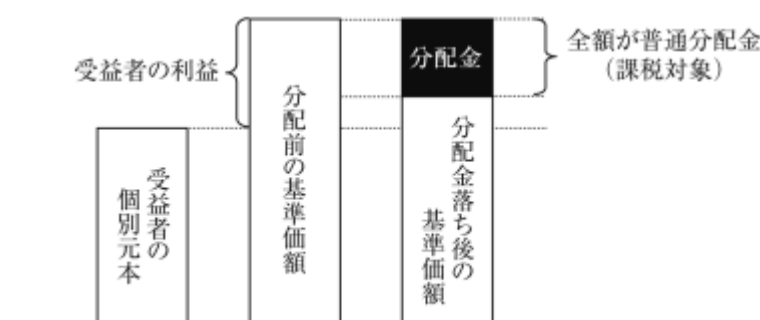 受益者の利益
分配金
全額が普通分配金
（課税対象）
受益者の
個別元本
分配前の基準価額
分配金落ち後の
基準価額